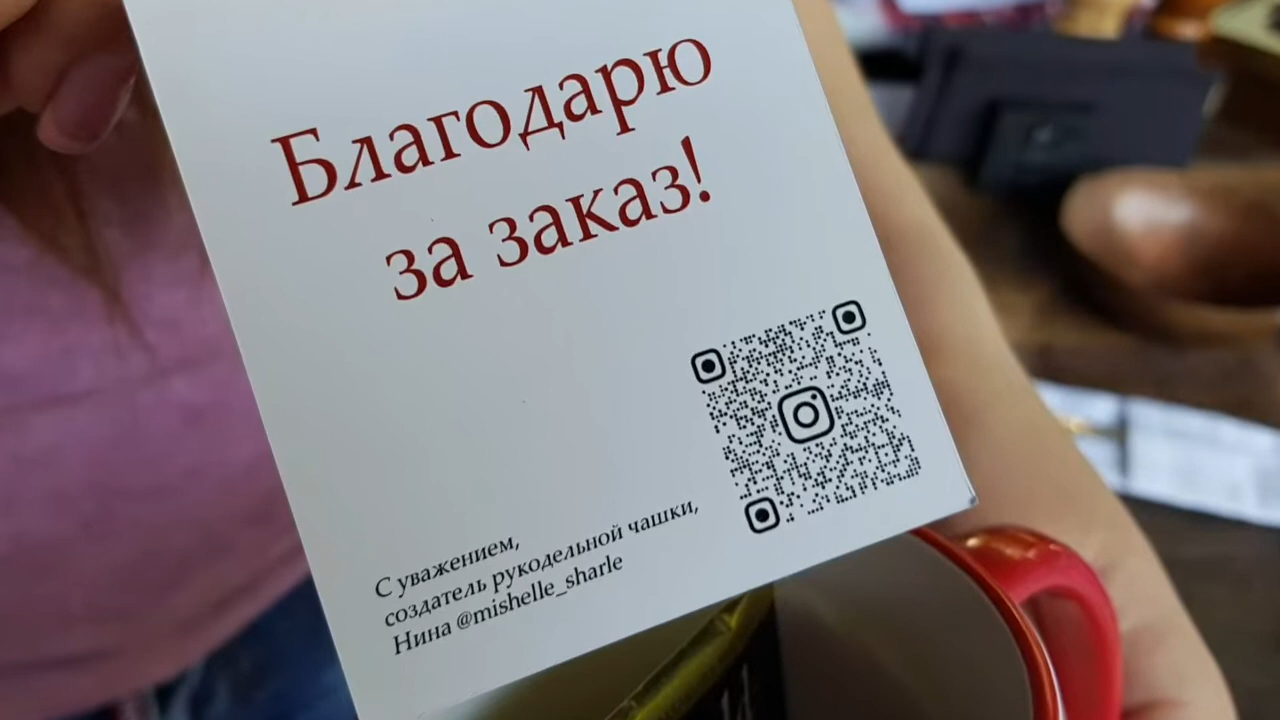 Благодарю
за заказ!
С уважением,
создатель рукодельной чашки,
Нина @mishelle_sharle